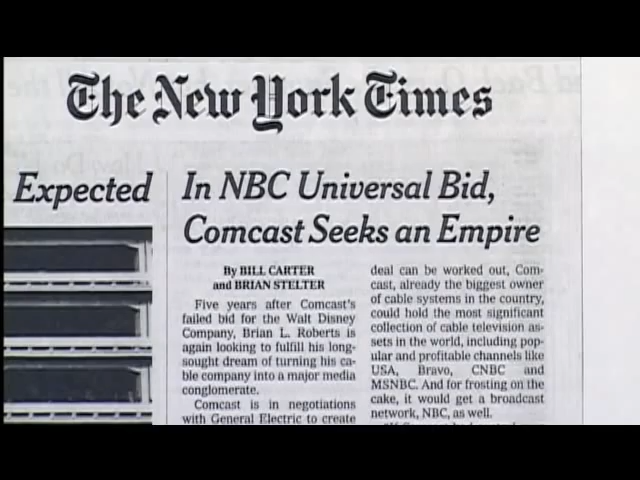 The New York Times
Expected
In NBC Universal Bid,
Comcast Seeks an Empire
By BILL CARTER
and BRIAN STELTER
Five years after Comcast's
failed bid for the Walt Disney
Company, Brian L. Roberts is
again looking to fulfill his long-
sought dream of turning his ca-
ble company into a major media
conglomerate.
Comcast is in negotiations
with General Electric to create
deal can be worked out, Com-
cast, already the biggest owner
of cable systems in the country,
could hold the most significant
collection of cable television as-
sets in the world, including pop-
ular and profitable channels like
USA, Bravo, CNBC and
MSNBC. And for frosting on the
cake, it would get a broadcast
network, NBC, as well.